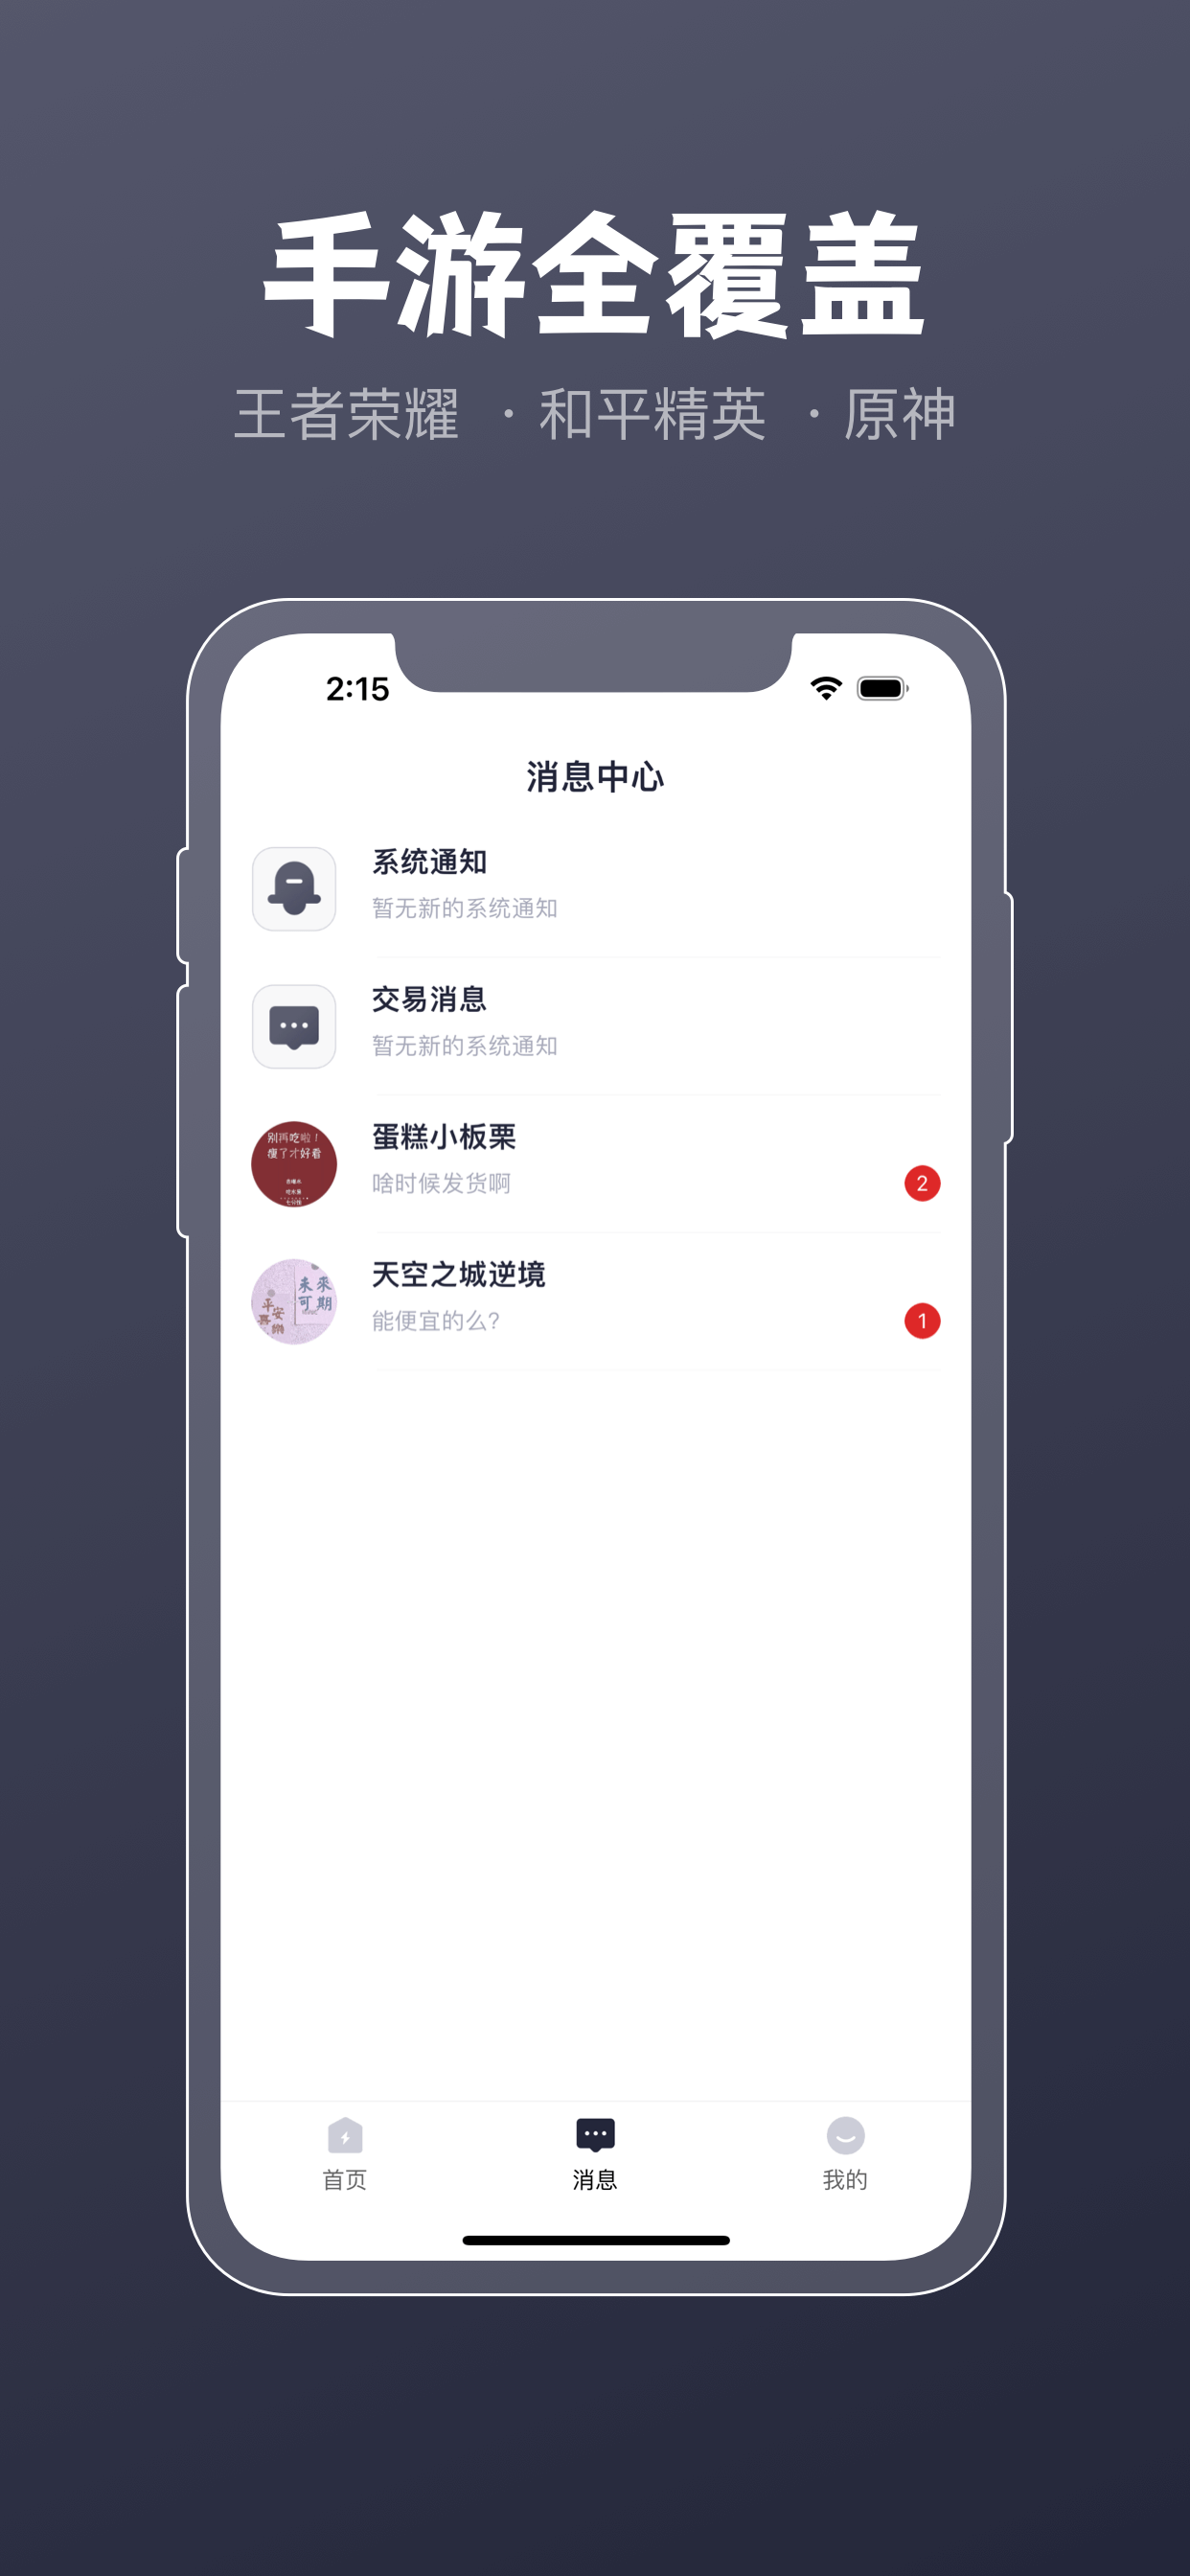 手游全覆盖
王者荣耀 · 和平精英 · 原神
2:15
消息中心
系统通知
暂无新的系统通知
交易消息
暂无新的系统通知
别再吃啦！
瘦了才好看
蛋糕小板栗
啥时候发货啊
2
未來
可期
平安
喜樂
天空之城逆境
能便宜的么?
1
首页
消息
我的